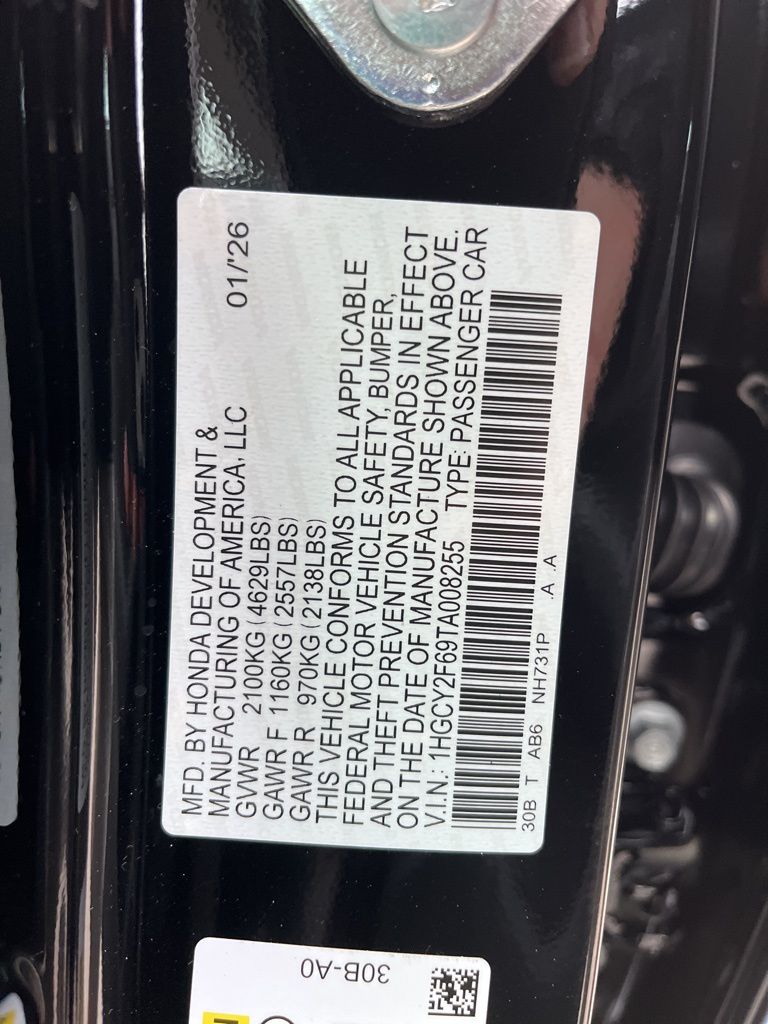 MFD. BY HONDA DEVELOPMENT &
MANUFACTURING OF AMERICA, LLC 01/'26
GVWR 2100KG (4629LBS)
GAWR F 1160KG (2557LBS)
GAWR R 970KG (2138LBS)
THIS VEHICLE CONFORMS TO ALL APPLICABLE
FEDERAL MOTOR VEHICLE SAFETY, BUMPER,
AND THEFT PREVENTION STANDARDS IN EFFECT
ON THE DATE OF MANUFACTURE SHOWN ABOVE.
V.I.N.: 1HGCY2F69TA008255 TYPE: PASSENGER CAR
30B T AB6 NH731P .A .A
30B-A0